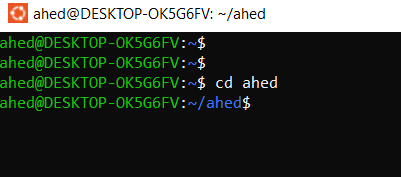 ahed@DESKTOP-OK5G6FV: ~/ahed
ahed@DESKTOP-OK5G6FV:~$
ahed@DESKTOP-OK5G6FV:~$
ahed@DESKTOP-OK5G6FV:~$ cd ahed
ahed@DESKTOP-OK5G6FV:~/ahed$